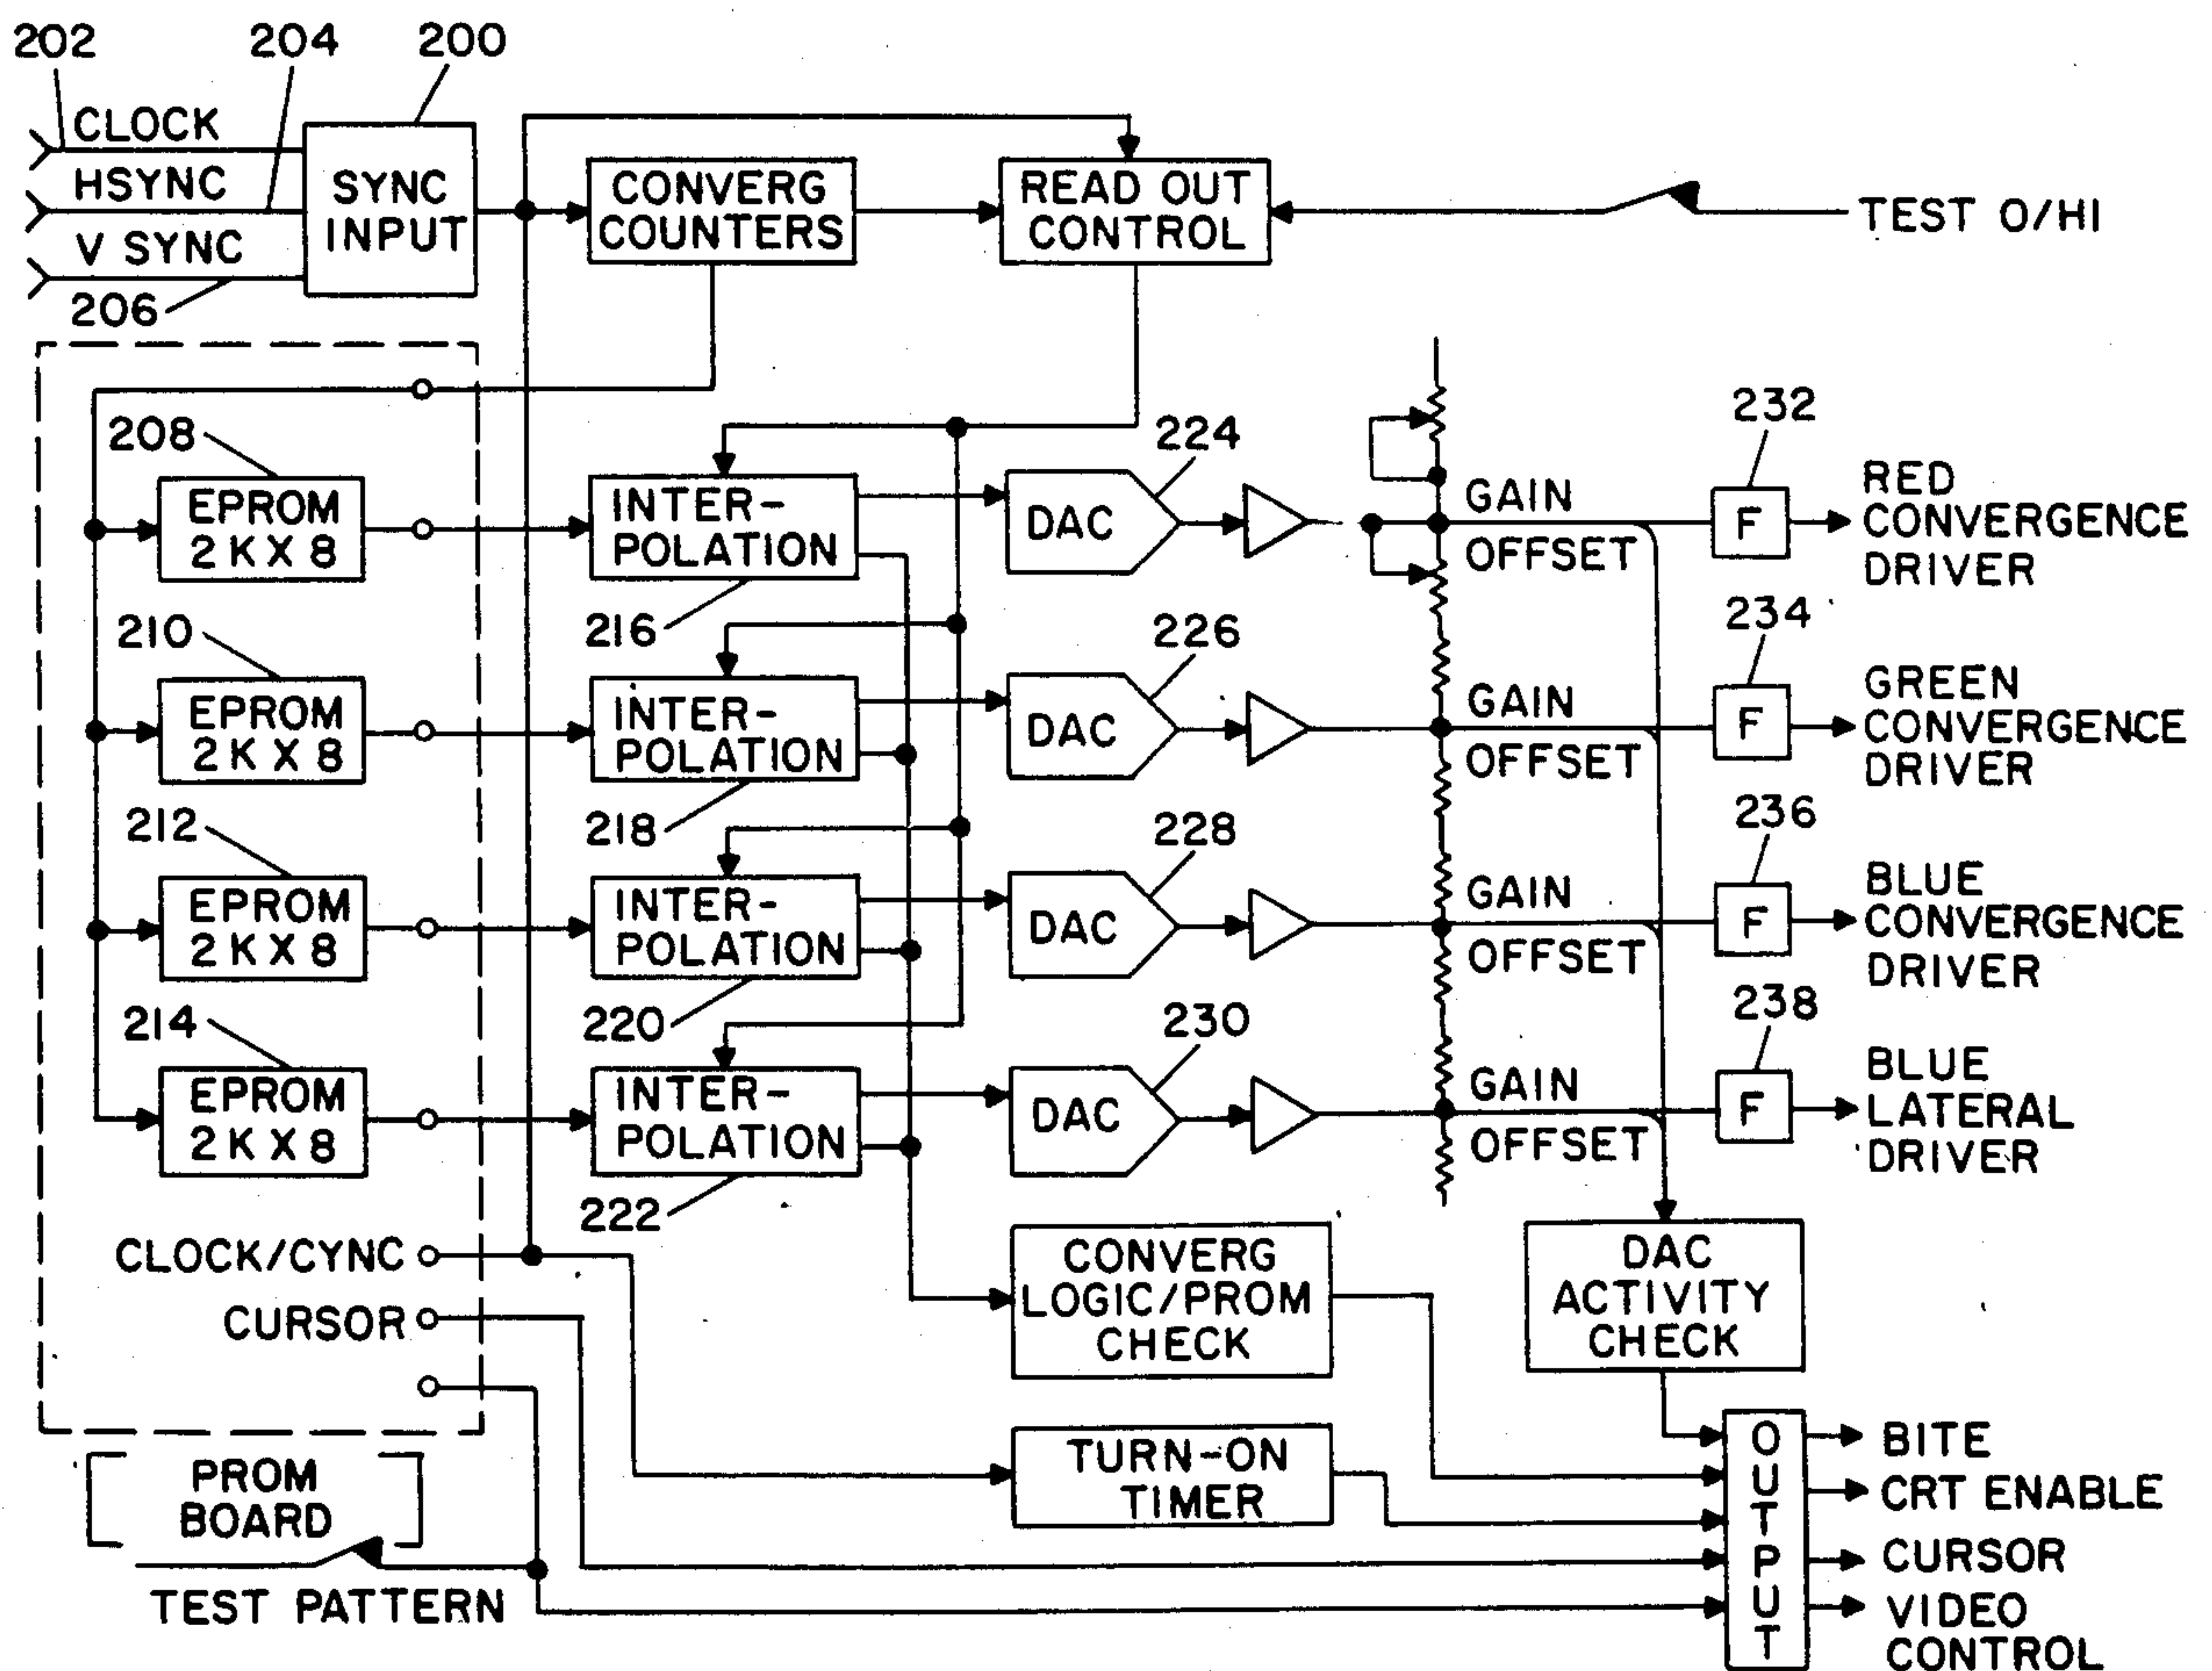 202
204
200
CLOCK
HSYNC
V SYNC
206
SYNC
INPUT
CONVERG
COUNTERS
READ OUT
CONTROL
TEST O/HI
208
EPROM
2KX8
INTER-
POLATION
216
224
DAC
GAIN
OFFSET
232
F
RED
CONVERGENCE
DRIVER
210
EPROM
2KX8
INTER-
POLATION
218
226
DAC
GAIN
OFFSET
234
F
GREEN
CONVERGENCE
DRIVER
212
EPROM
2KX8
INTER-
POLATION
220
228
DAC
GAIN
OFFSET
236
F
BLUE
CONVERGENCE
DRIVER
214
EPROM
2KX8
INTER-
POLATION
222
230
DAC
GAIN
OFFSET
238
F
BLUE
LATERAL
DRIVER
CLOCK/CYNC
CURSOR
CONVERG
LOGIC/PROM
CHECK
DAC
ACTIVITY
CHECK
TURN-ON
TIMER
PROM
BOARD
TEST PATTERN
OUTPUT
BITE
CRT ENABLE
CURSOR
VIDEO
CONTROL